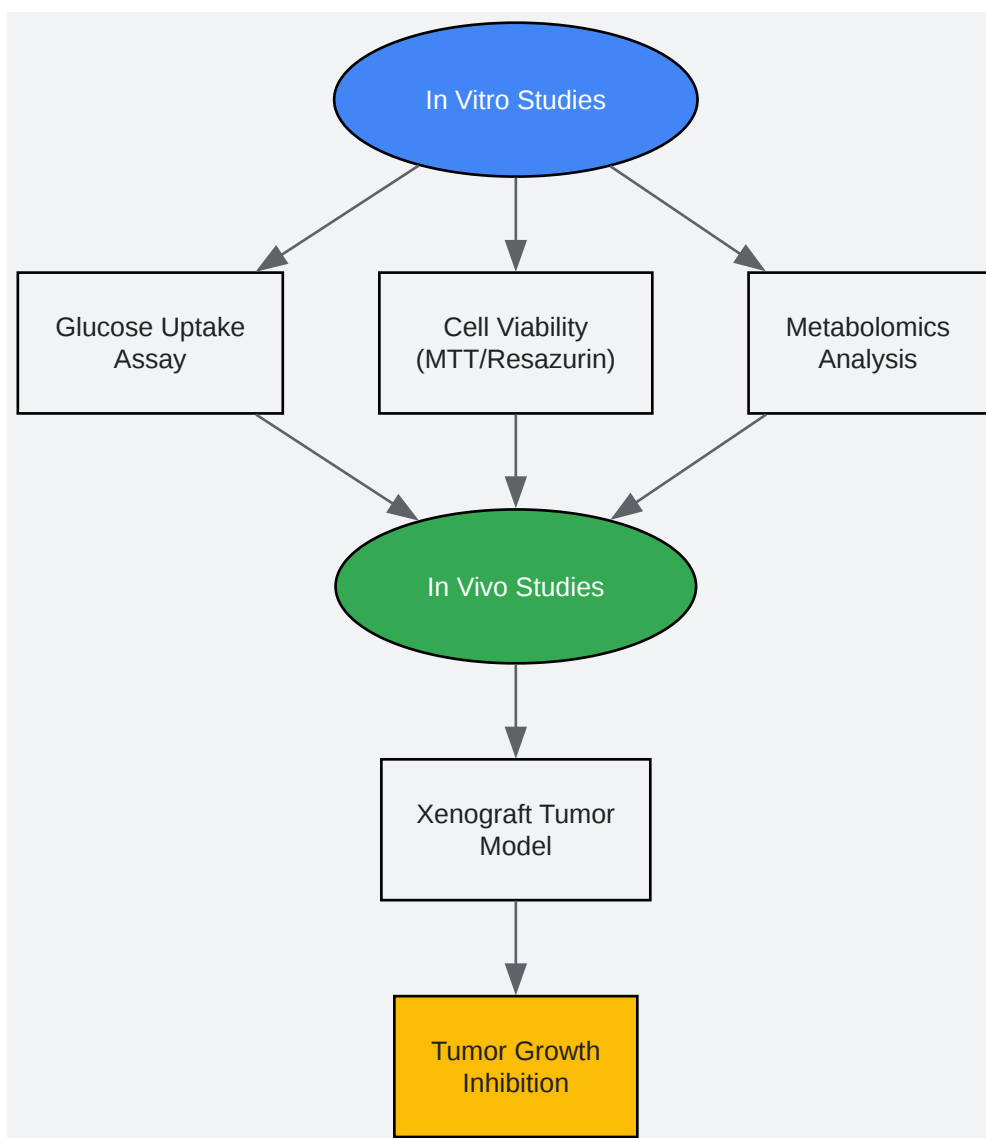 In Vitro Studies
Glucose Uptake
Assay
Cell Viability
(MTT/Resazurin)
Metabolomics
Analysis
In Vivo Studies
Xenograft Tumor
Model
Tumor Growth
Inhibition